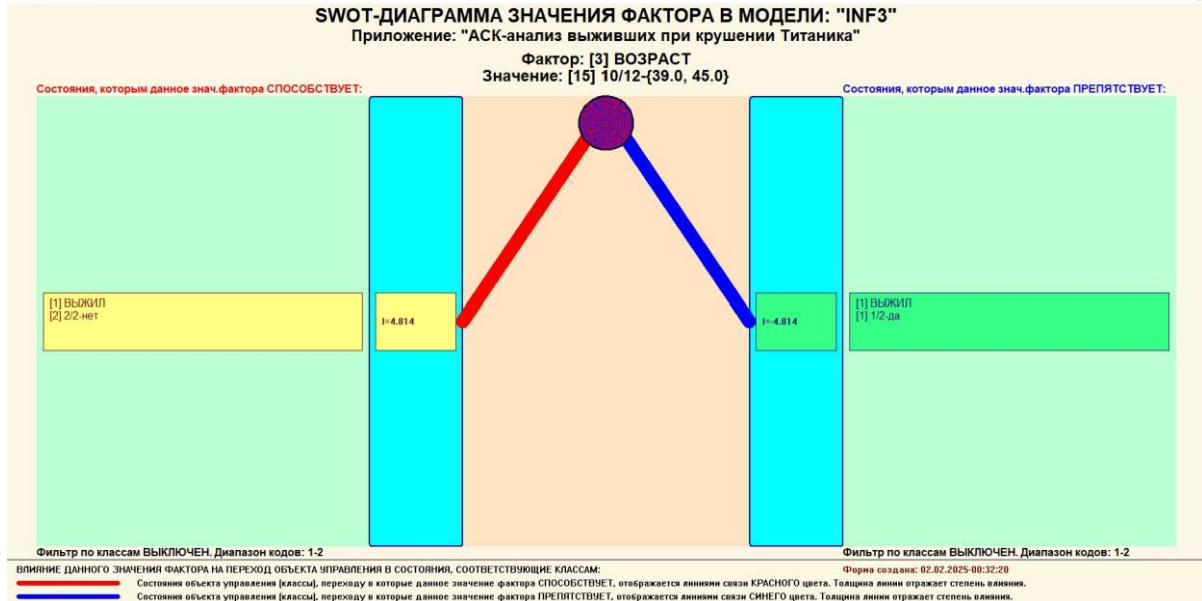 SWOT-ДИАГРАММА ЗНАЧЕНИЯ ФАКТОРА В МОДЕЛИ: "INF3"
Приложение: "АСК-анализ выживших при крушении Титаника"
Фактор: [3] ВОЗРАСТ
Значение: [15] 10/12-{39.0, 45.0}
Состояния, которым данное знач.фактора СПОСОБСТВУЕТ:
Состояния, которым данное знач.фактора ПРЕПЯТСТВУЕТ:
[1] ВЫЖИЛ
[2] 2/2-нет
I=4.814
I=-4.814
[1] ВЫЖИЛ
[1] 1/2-да
Фильтр по классам ВЫКЛЮЧЕН. Диапазон кодов: 1-2
Фильтр по классам ВЫКЛЮЧЕН. Диапазон кодов: 1-2
ВЛИЯНИЕ ДАННОГО ЗНАЧЕНИЯ ФАКТОРА НА ПЕРЕХОД ОБЪЕКТА УПРАВЛЕНИЯ В СОСТОЯНИЯ, СООТВЕТСТВУЮЩИЕ КЛАССАМ:
Форма создана: 02.02.2025-00:32:20
Состояния объекта управления (классы), переходу в которые данное значение фактора СПОСОБСТВУЕТ, отображается линиями связи КРАСНОГО цвета. Толщина линии отражает степень влияния.
Состояния объекта управления (классы), переходу в которые данное значение фактора ПРЕПЯТСТВУЕТ, отображается линиями связи СИНЕГО цвета. Толщина линии отражает степень влияния.